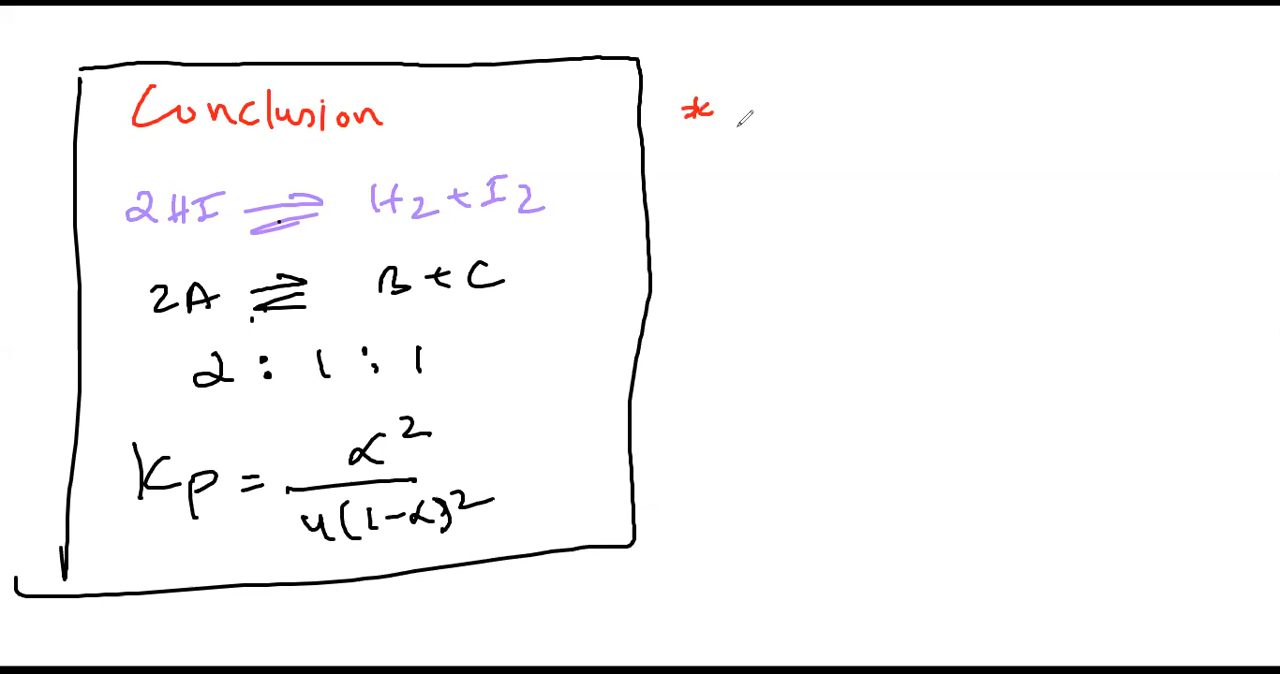 Conclusion
*
2HI ⇌ H2 + I2
2A ⇌ B + C
2 : 1 : 1
Kp = α² / 4(1-α)²